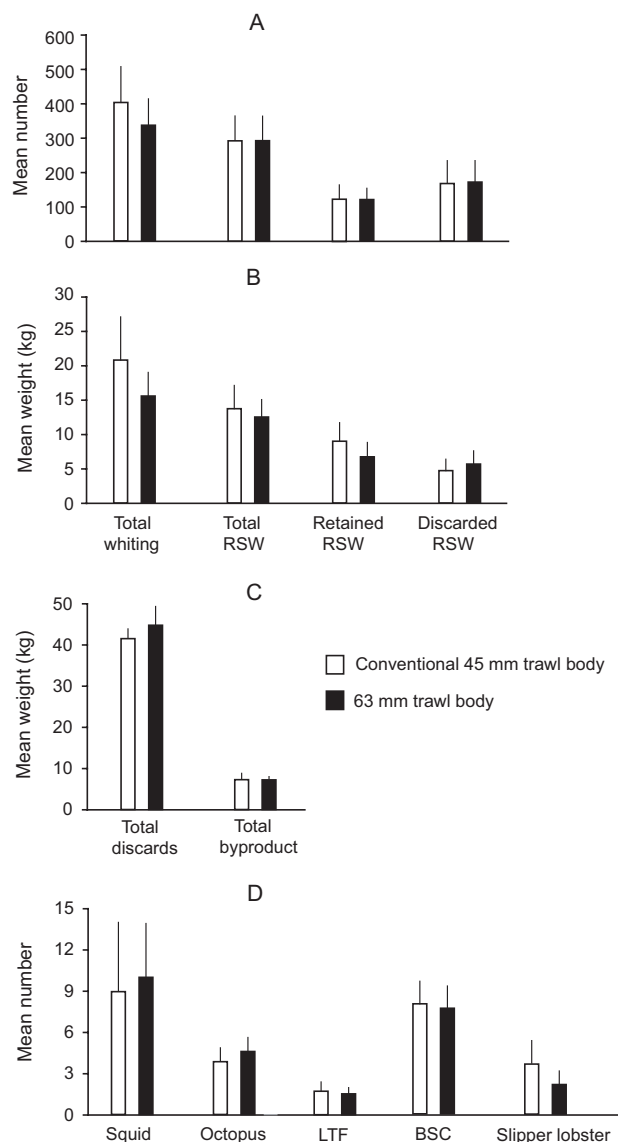 A
Mean number
600
500
400
300
200
100
0
B
Mean weight (kg)
30
25
20
15
10
5
0
Total whiting
Total RSW
Retained RSW
Discarded RSW
C
Mean weight (kg)
50
40
30
20
10
0
Total discards
Total byproduct
Conventional 45 mm trawl body
63 mm trawl body
D
Mean number
15
12
9
6
3
0
Squid
Octopus
LTF
BSC
Slipper lobster